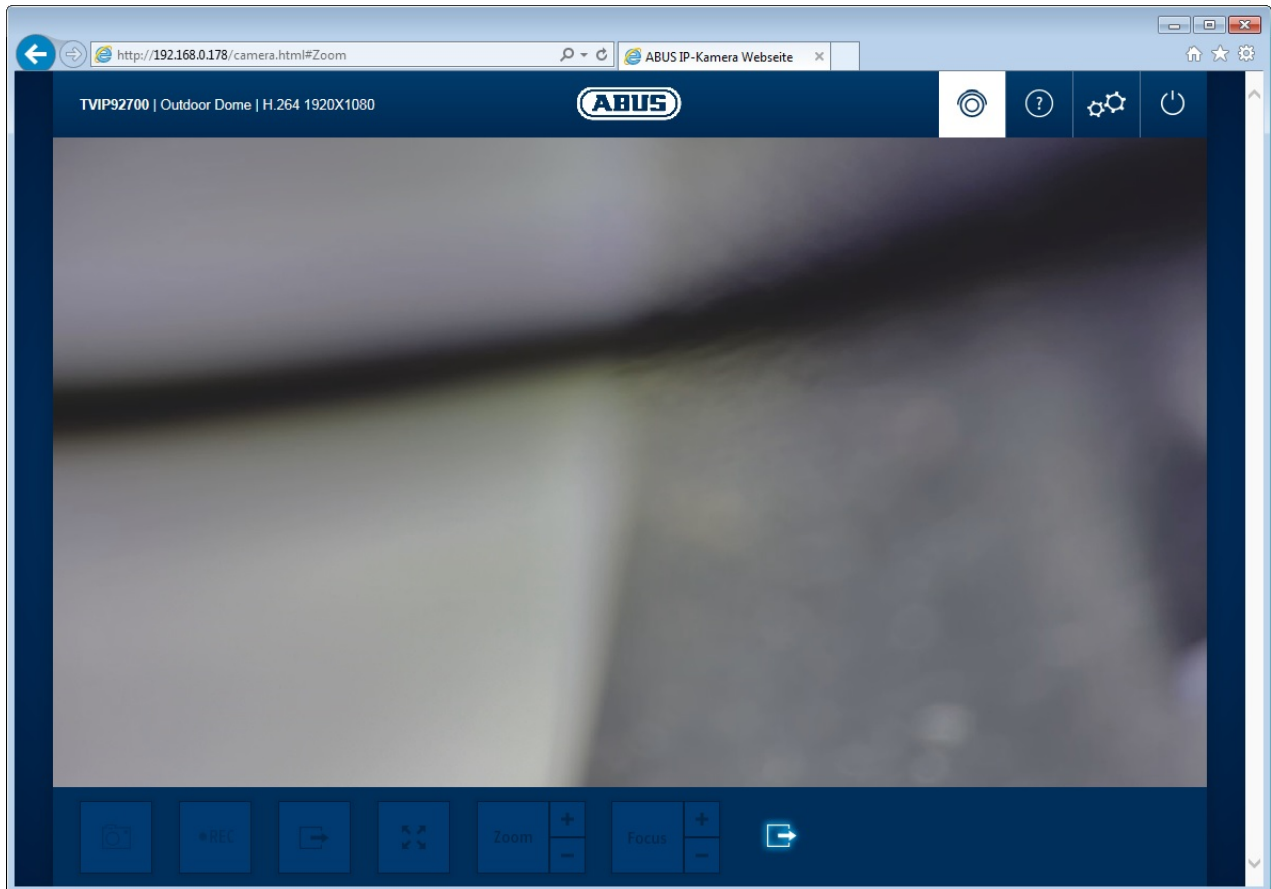 http://192.168.0.178/camera.html#Zoom
ABUS IP-Kamera Webseite
TVIP92700 | Outdoor Dome | H.264 1920X1080
ABUS
?
REC
Zoom
+
-
Focus
+
-